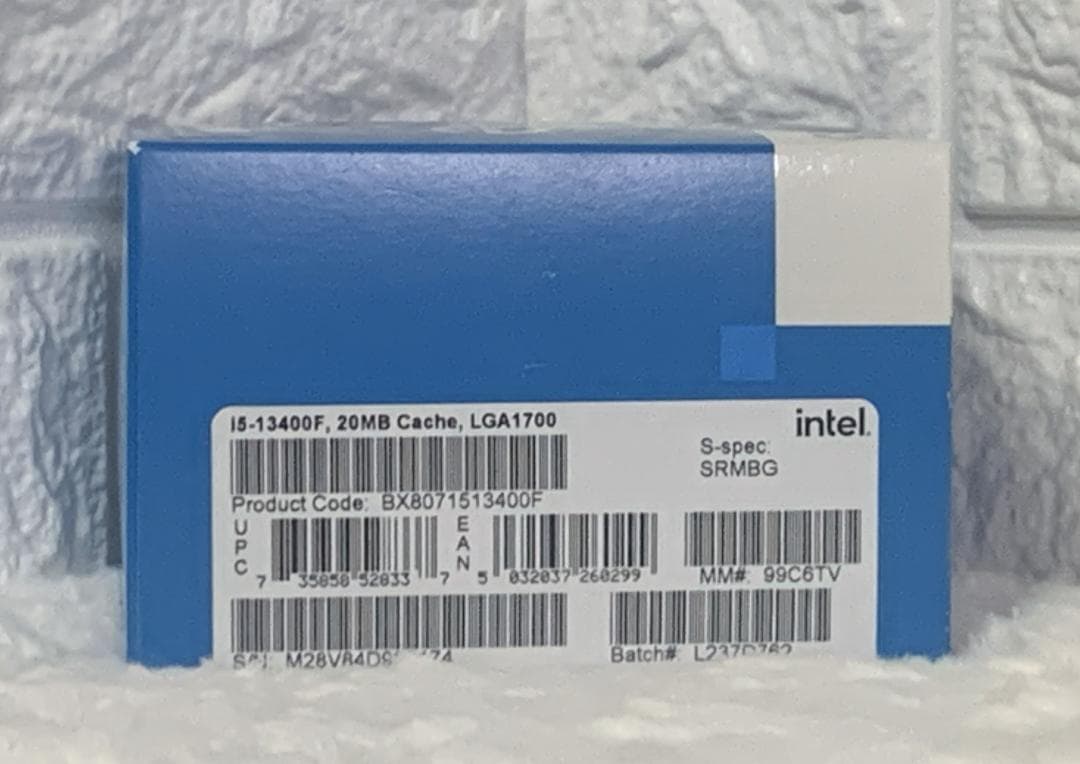 I5-13400F, 20MB Cache, LGA1700
intel.
S-spec:
SRMBG
Product Code: BX8071513400F
UPC
7 35858 52833 7
EAN
5 032037 260299
MM#: 99C6TV
S/N:
Batch#: